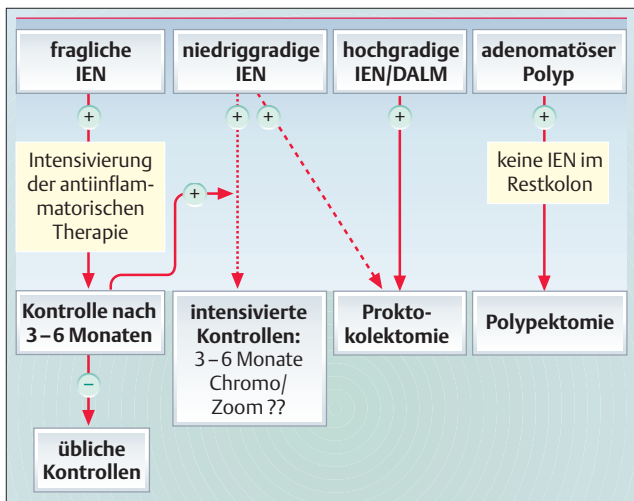 fragliche
IEN
niedriggradige
IEN
hochgradige
IEN/DALM
adenomatöser
Polyp
+
+
+
+
+
Intensivierung
der antiinflam-
matorischen
Therapie
+
keine IEN im
Restkolon
Kontrolle nach
3–6 Monaten
intensivierte
Kontrollen:
3–6 Monate
Chromo/
Zoom ??
Prokto-
kolektomie
Polypektomie
−
übliche
Kontrollen